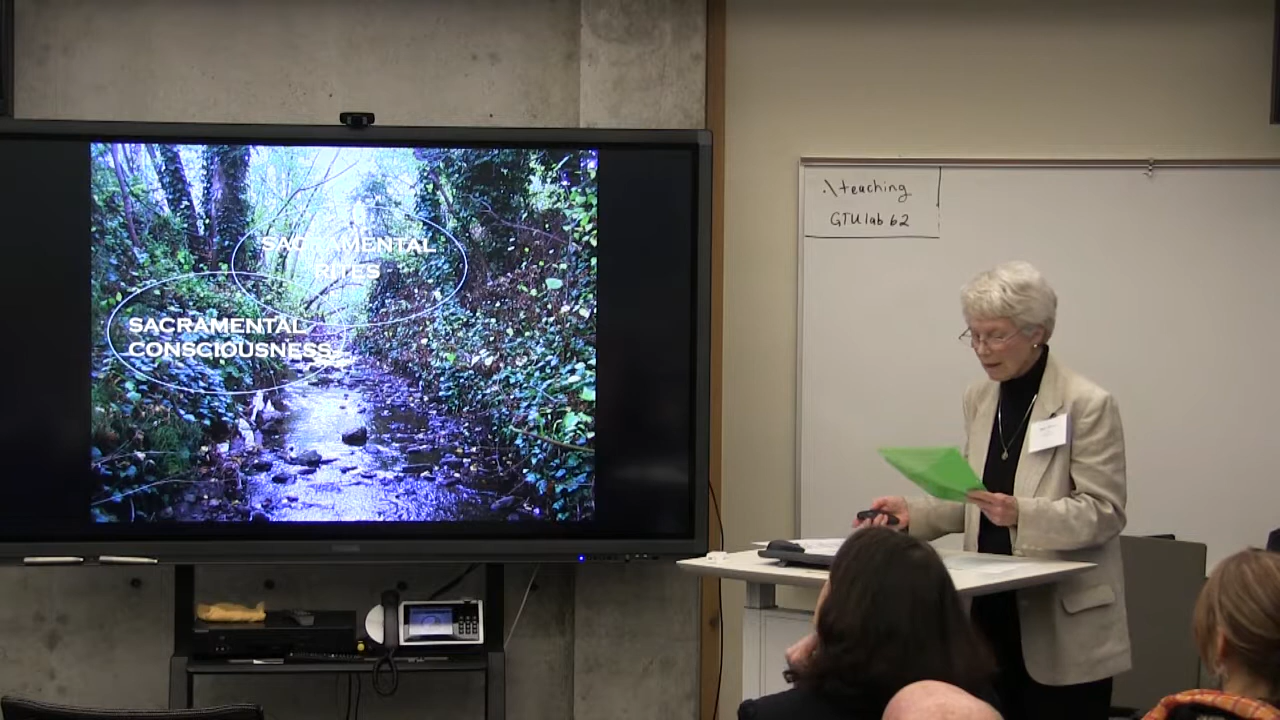 SACRAMENTAL
RITES
SACRAMENTAL
CONSCIOUSNESS
.\teaching
GTU lab 62